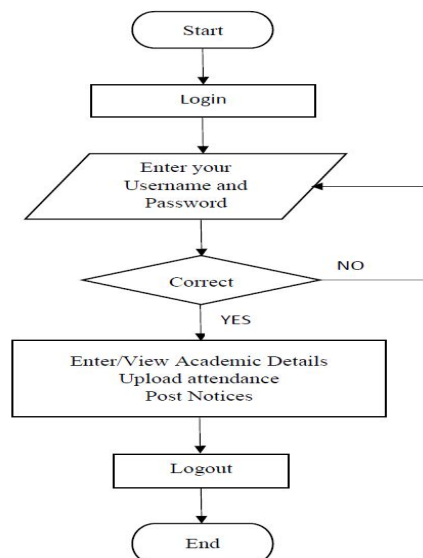 Start
Login
Enter your
Username and
Password
Correct
NO
YES
Enter/View Academic Details
Upload attendance
Post Notices
Logout
End